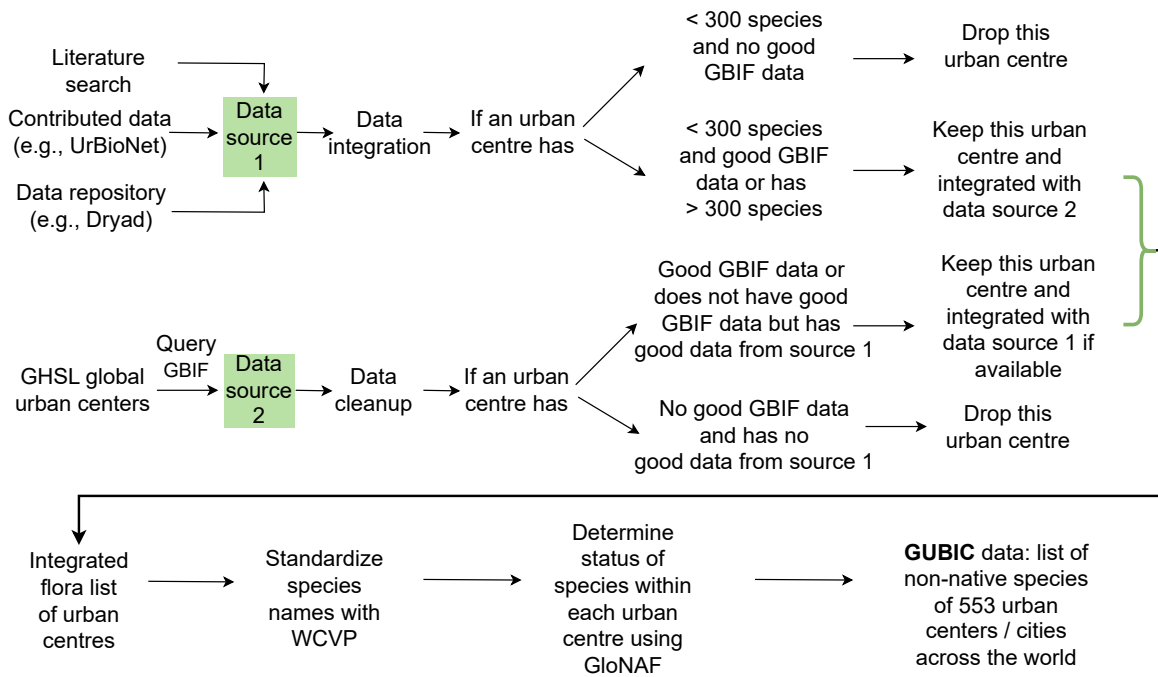 Literature
search
Contributed data
(e.g., UrBioNet)
Data repository
(e.g., Dryad)
Data
source
1
Data
integration
If an urban
centre has
< 300 species
and no good
GBIF data
Drop this
urban centre
< 300 species
and good GBIF
data or has
> 300 species
Keep this urban
centre and
integrated with
data source 2
GHSL global
urban centers
Query
GBIF
Data
source
2
Data
cleanup
If an urban
centre has
Good GBIF data or
does not have good
GBIF data but has
good data from source 1
Keep this urban
centre and
integrated with
data source 1 if
available
No good GBIF data
and has no
good data from source 1
Drop this
urban centre
Integrated
flora list
of urban
centres
Standardize
species
names with
WCVP
Determine
status of
species within
each urban
centre using
GloNAF
GUBIC data: list of
non-native species
of 553 urban
centers / cities
across the world